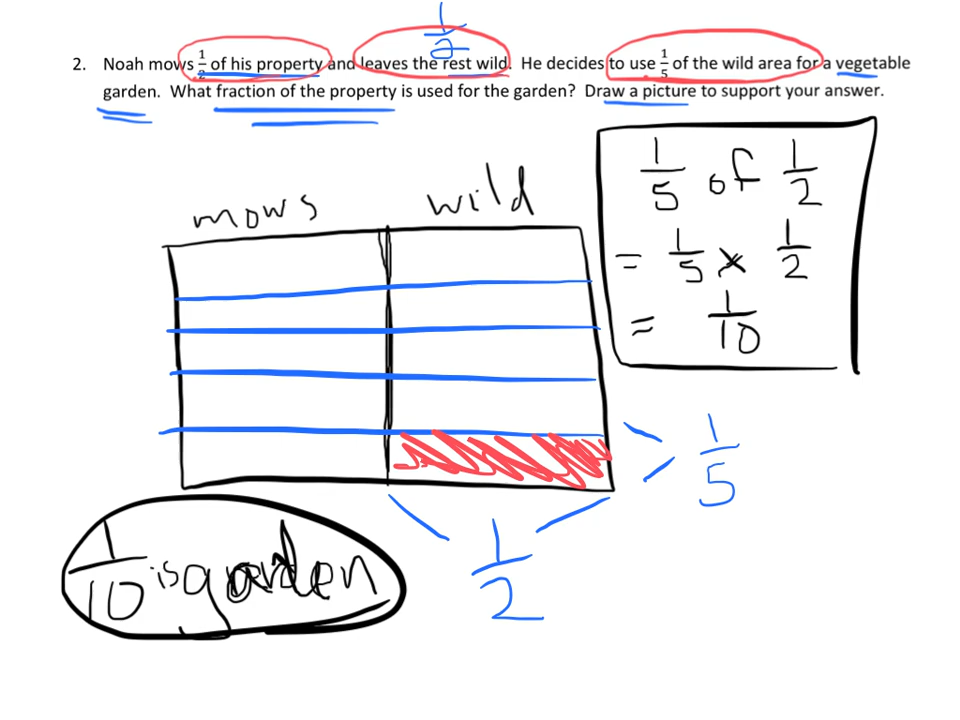 1/2
2. Noah mows 1/2 of his property and leaves the rest wild. He decides to use 1/5 of the wild area for a vegetable
garden. What fraction of the property is used for the garden? Draw a picture to support your answer.
mows wild
1/5 of 1/2
= 1/5 × 1/2
= 1/10
1/5
1/2
1/10 is garden